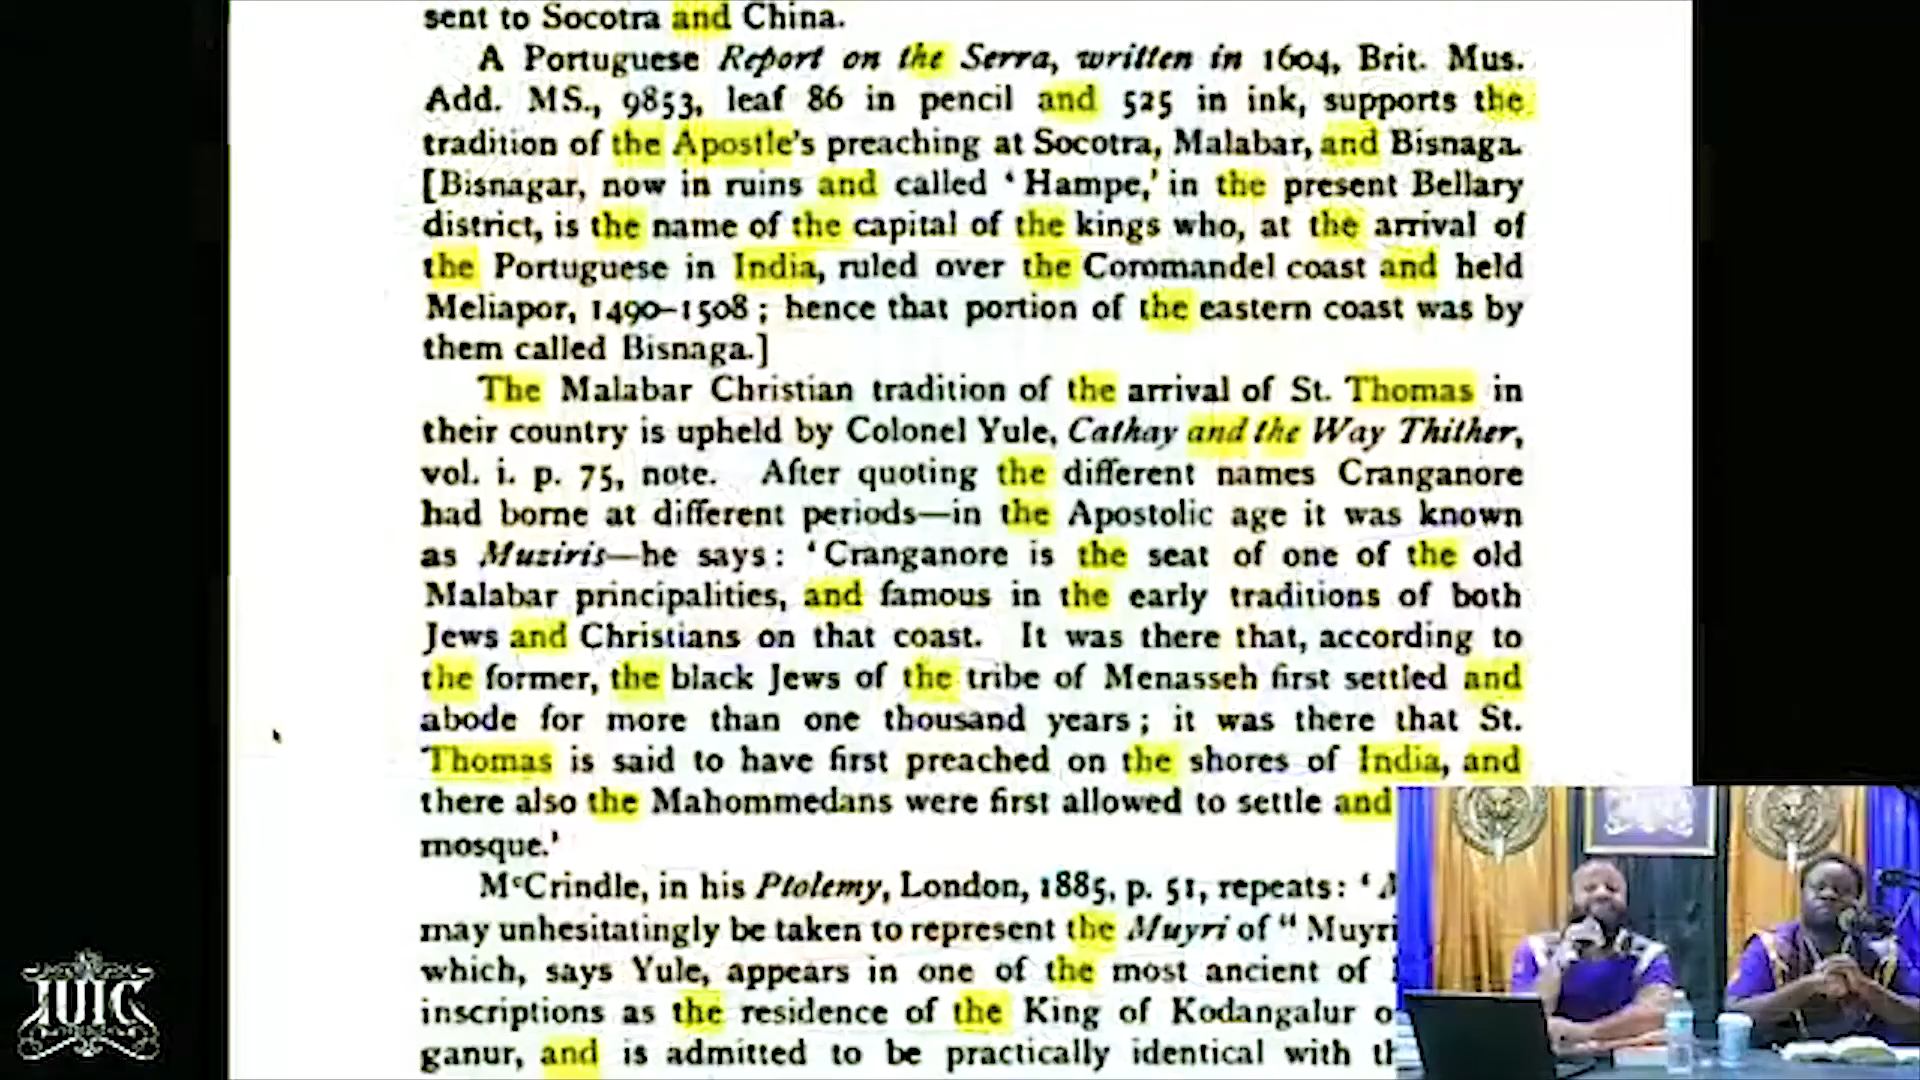 sent to Socotra and China.
A Portuguese Report on the Serra, written in 1604, Brit. Mus.
Add. MS., 9853, leaf 86 in pencil and 525 in ink, supports the
tradition of the Apostle's preaching at Socotra, Malabar, and Bisnaga.
[Bisnagar, now in ruins and called ‘Hampe,’ in the present Bellary
district, is the name of the capital of the kings who, at the arrival of
the Portuguese in India, ruled over the Coromandel coast and held
Meliapor, 1490–1508 ; hence that portion of the eastern coast was by
them called Bisnaga.]
The Malabar Christian tradition of the arrival of St. Thomas in
their country is upheld by Colonel Yule, Cathay and the Way Thither,
vol. i. p. 75, note. After quoting the different names Cranganore
had borne at different periods—in the Apostolic age it was known
as Muziris—he says : ‘Cranganore is the seat of one of the old
Malabar principalities, and famous in the early traditions of both
Jews and Christians on that coast. It was there that, according to
the former, the black Jews of the tribe of Menasseh first settled and
abode for more than one thousand years ; it was there that St.
Thomas is said to have first preached on the shores of India, and
there also the Mahommedans were first allowed to settle and
mosque.’
McCrindle, in his Ptolemy, London, 1885, p. 51, repeats : ‘
may unhesitatingly be taken to represent the Muyri of “ Muyri
which, says Yule, appears in one of the most ancient of
inscriptions as the residence of the King of Kodangalur o
ganur, and is admitted to be practically identical with th
IUIC